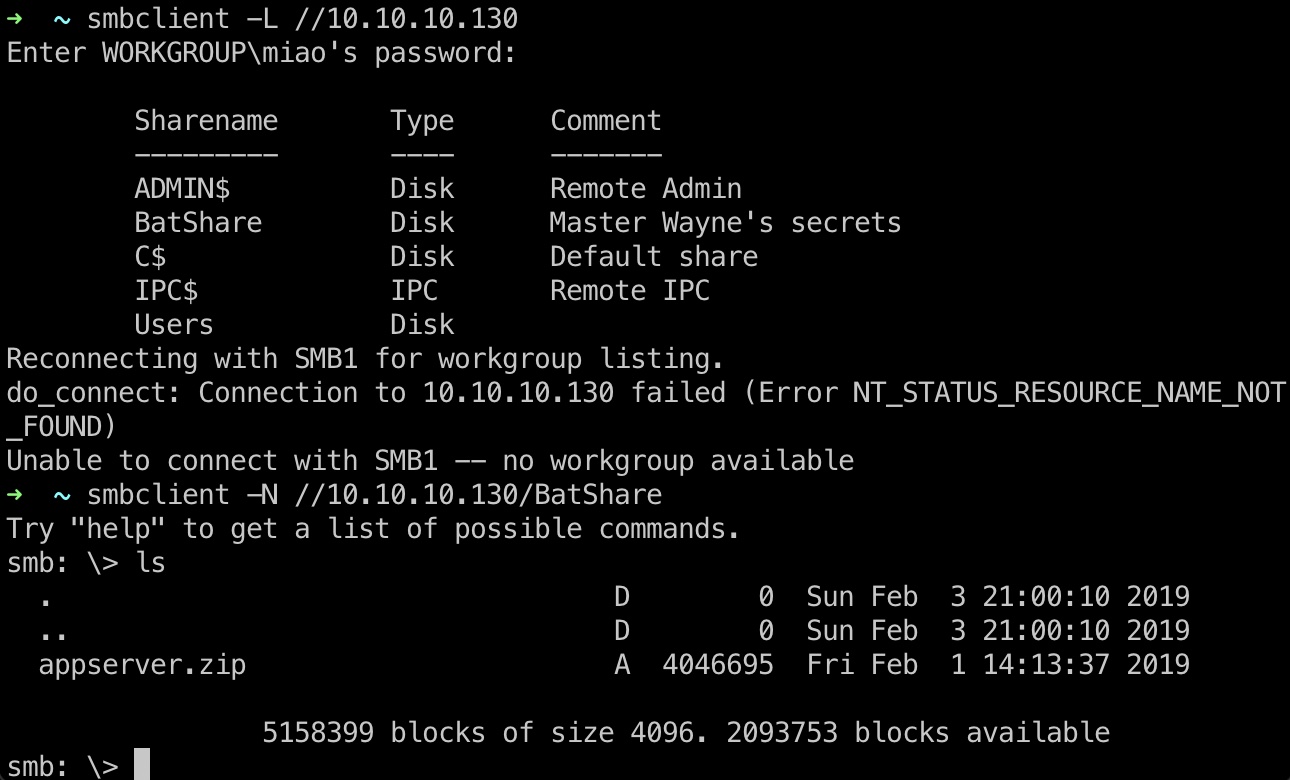 ➜  ~ smbclient -L //10.10.10.130
Enter WORKGROUP\miao's password:

        Sharename       Type      Comment
        ---------       ----      -------
        ADMIN$          Disk      Remote Admin
        BatShare        Disk      Master Wayne's secrets
        C$              Disk      Default share
        IPC$            IPC       Remote IPC
        Users           Disk
Reconnecting with SMB1 for workgroup listing.
do_connect: Connection to 10.10.10.130 failed (Error NT_STATUS_RESOURCE_NAME_NOT
_FOUND)
Unable to connect with SMB1 -- no workgroup available
➜  ~ smbclient -N //10.10.10.130/BatShare
Try "help" to get a list of possible commands.
smb: \> ls
  .                                   D        0  Sun Feb  3 21:00:10 2019
  ..                                  D        0  Sun Feb  3 21:00:10 2019
  appserver.zip                       A  4046695  Fri Feb  1 14:13:37 2019

                5158399 blocks of size 4096. 2093753 blocks available
smb: \>